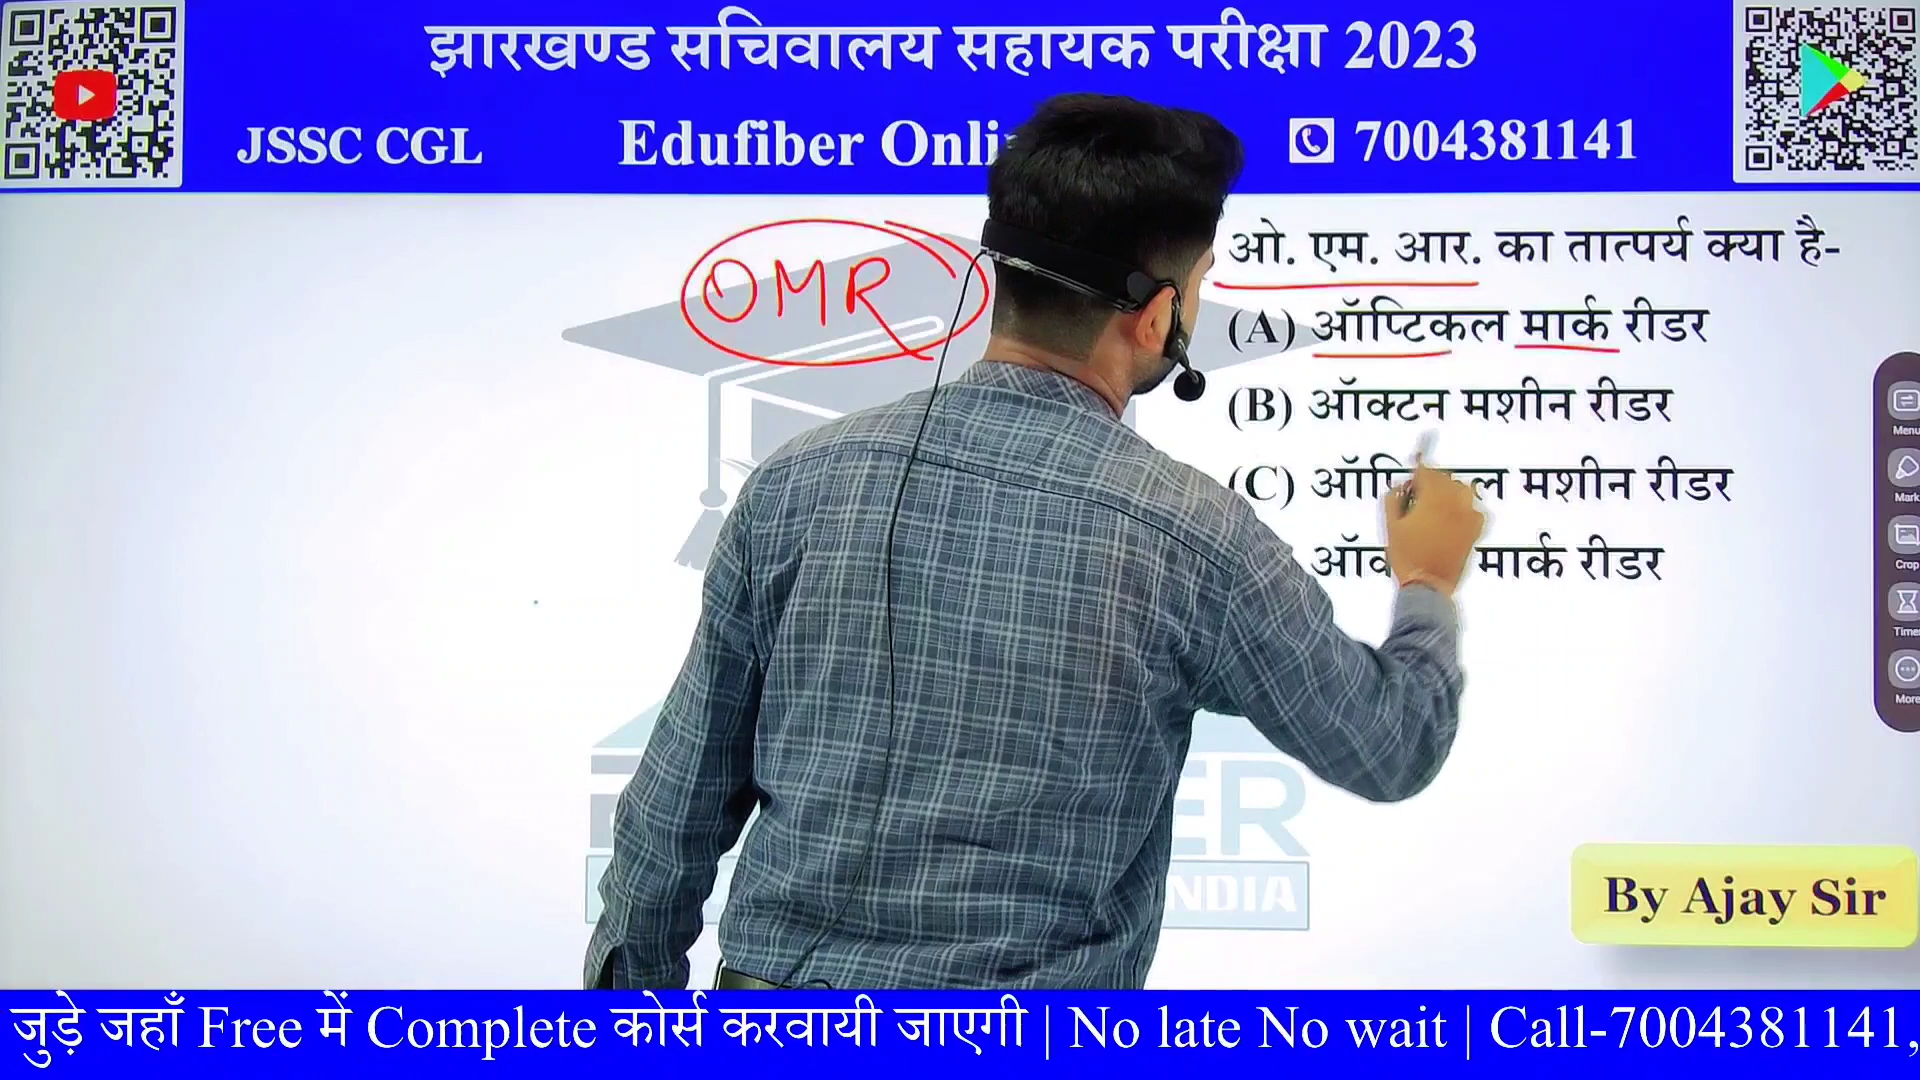 झारखण्ड सचिवालय सहायक परीक्षा 2023
JSSC CGL
Edufiber
7004381141
OMR
ओ. एम. आर. का तात्पर्य क्या है-
(A) ऑप्टिकल मार्क रीडर
(B) ऑक्टन मशीन रीडर
(C) मशीन रीडर
मार्क रीडर
Menu
Mark
Crop
Timer
More
INDIA
By Ajay Sir
जुड़े जहाँ Free में Complete कोर्स करवायी जाएगी | No late No wait | Call-7004381141,